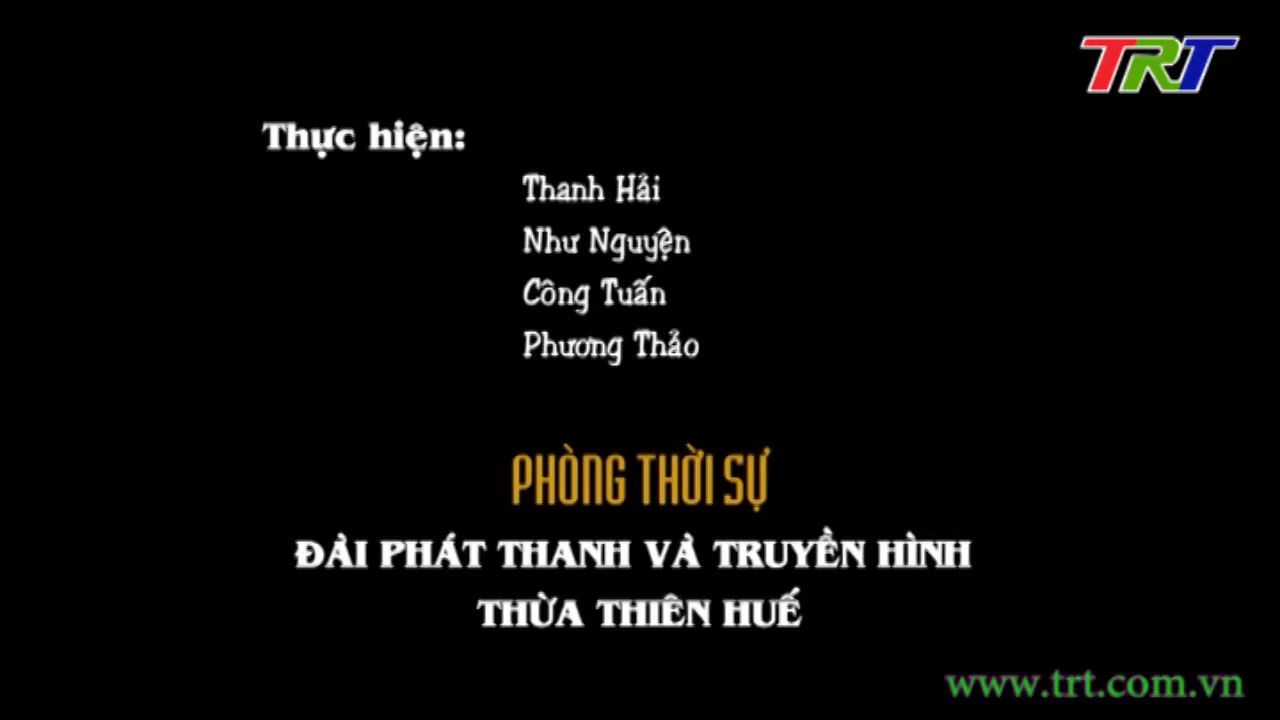 TRT
Thực hiện:
Thanh Hải
Như Nguyện
Công Tuấn
Phương Thảo
PHÒNG THỜI SỰ
ĐÀI PHÁT THANH VÀ TRUYỀN HÌNH
THỪA THIÊN HUẾ
www.trt.com.vn